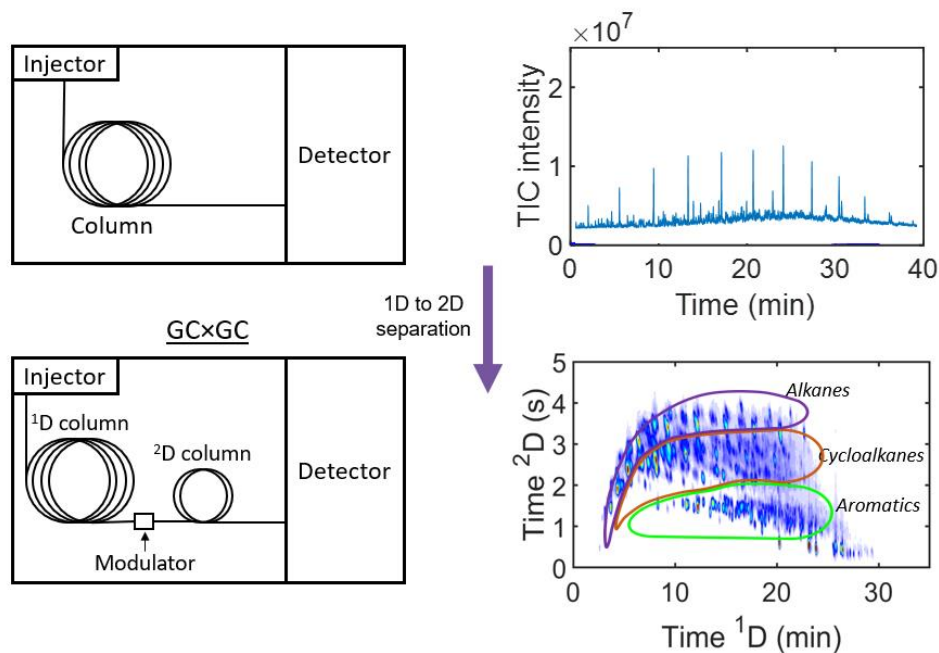 Injector
Column
Detector
×10⁷
TIC intensity
2
1
0
0
10
20
30
40
Time (min)
1D to 2D
separation
GC×GC
Injector
¹D column
²D column
Modulator
Detector
Time ²D (s)
5
4
3
2
1
0
Alkanes
Cycloalkanes
Aromatics
0
10
20
30
Time ¹D (min)